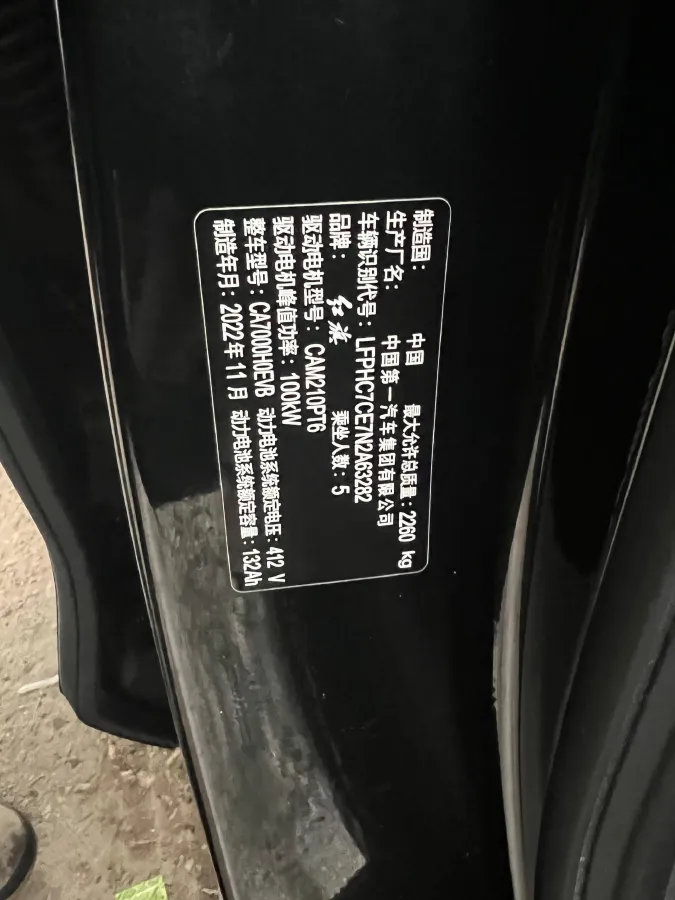 制造国： 中国 最大允许总质量：2260 kg
生产厂名： 中国第一汽车集团有限公司
车辆识别代号：LFPHC7CE7N2A63282
品牌： 红旗 乘坐人数：5
驱动电机型号：CAM210PT6
驱动电机峰值功率：100kW
整车型号：CA7000H0EVB 动力电池系统额定电压：412 V
制造年月：2022年11月 动力电池系统额定容量：132Ah